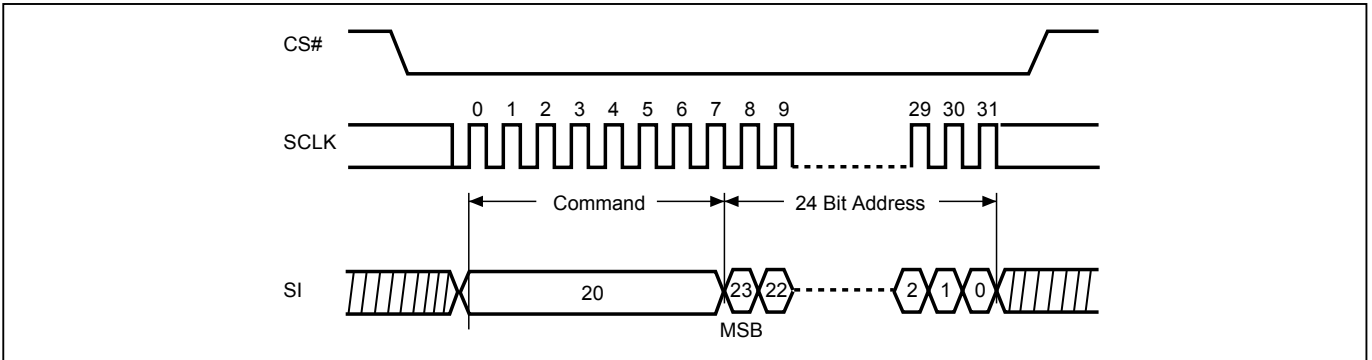 CS#
0 1 2 3 4 5 6 7 8 9 29 30 31
SCLK
Command 24 Bit Address
SI 20 23 22 2 1 0
MSB